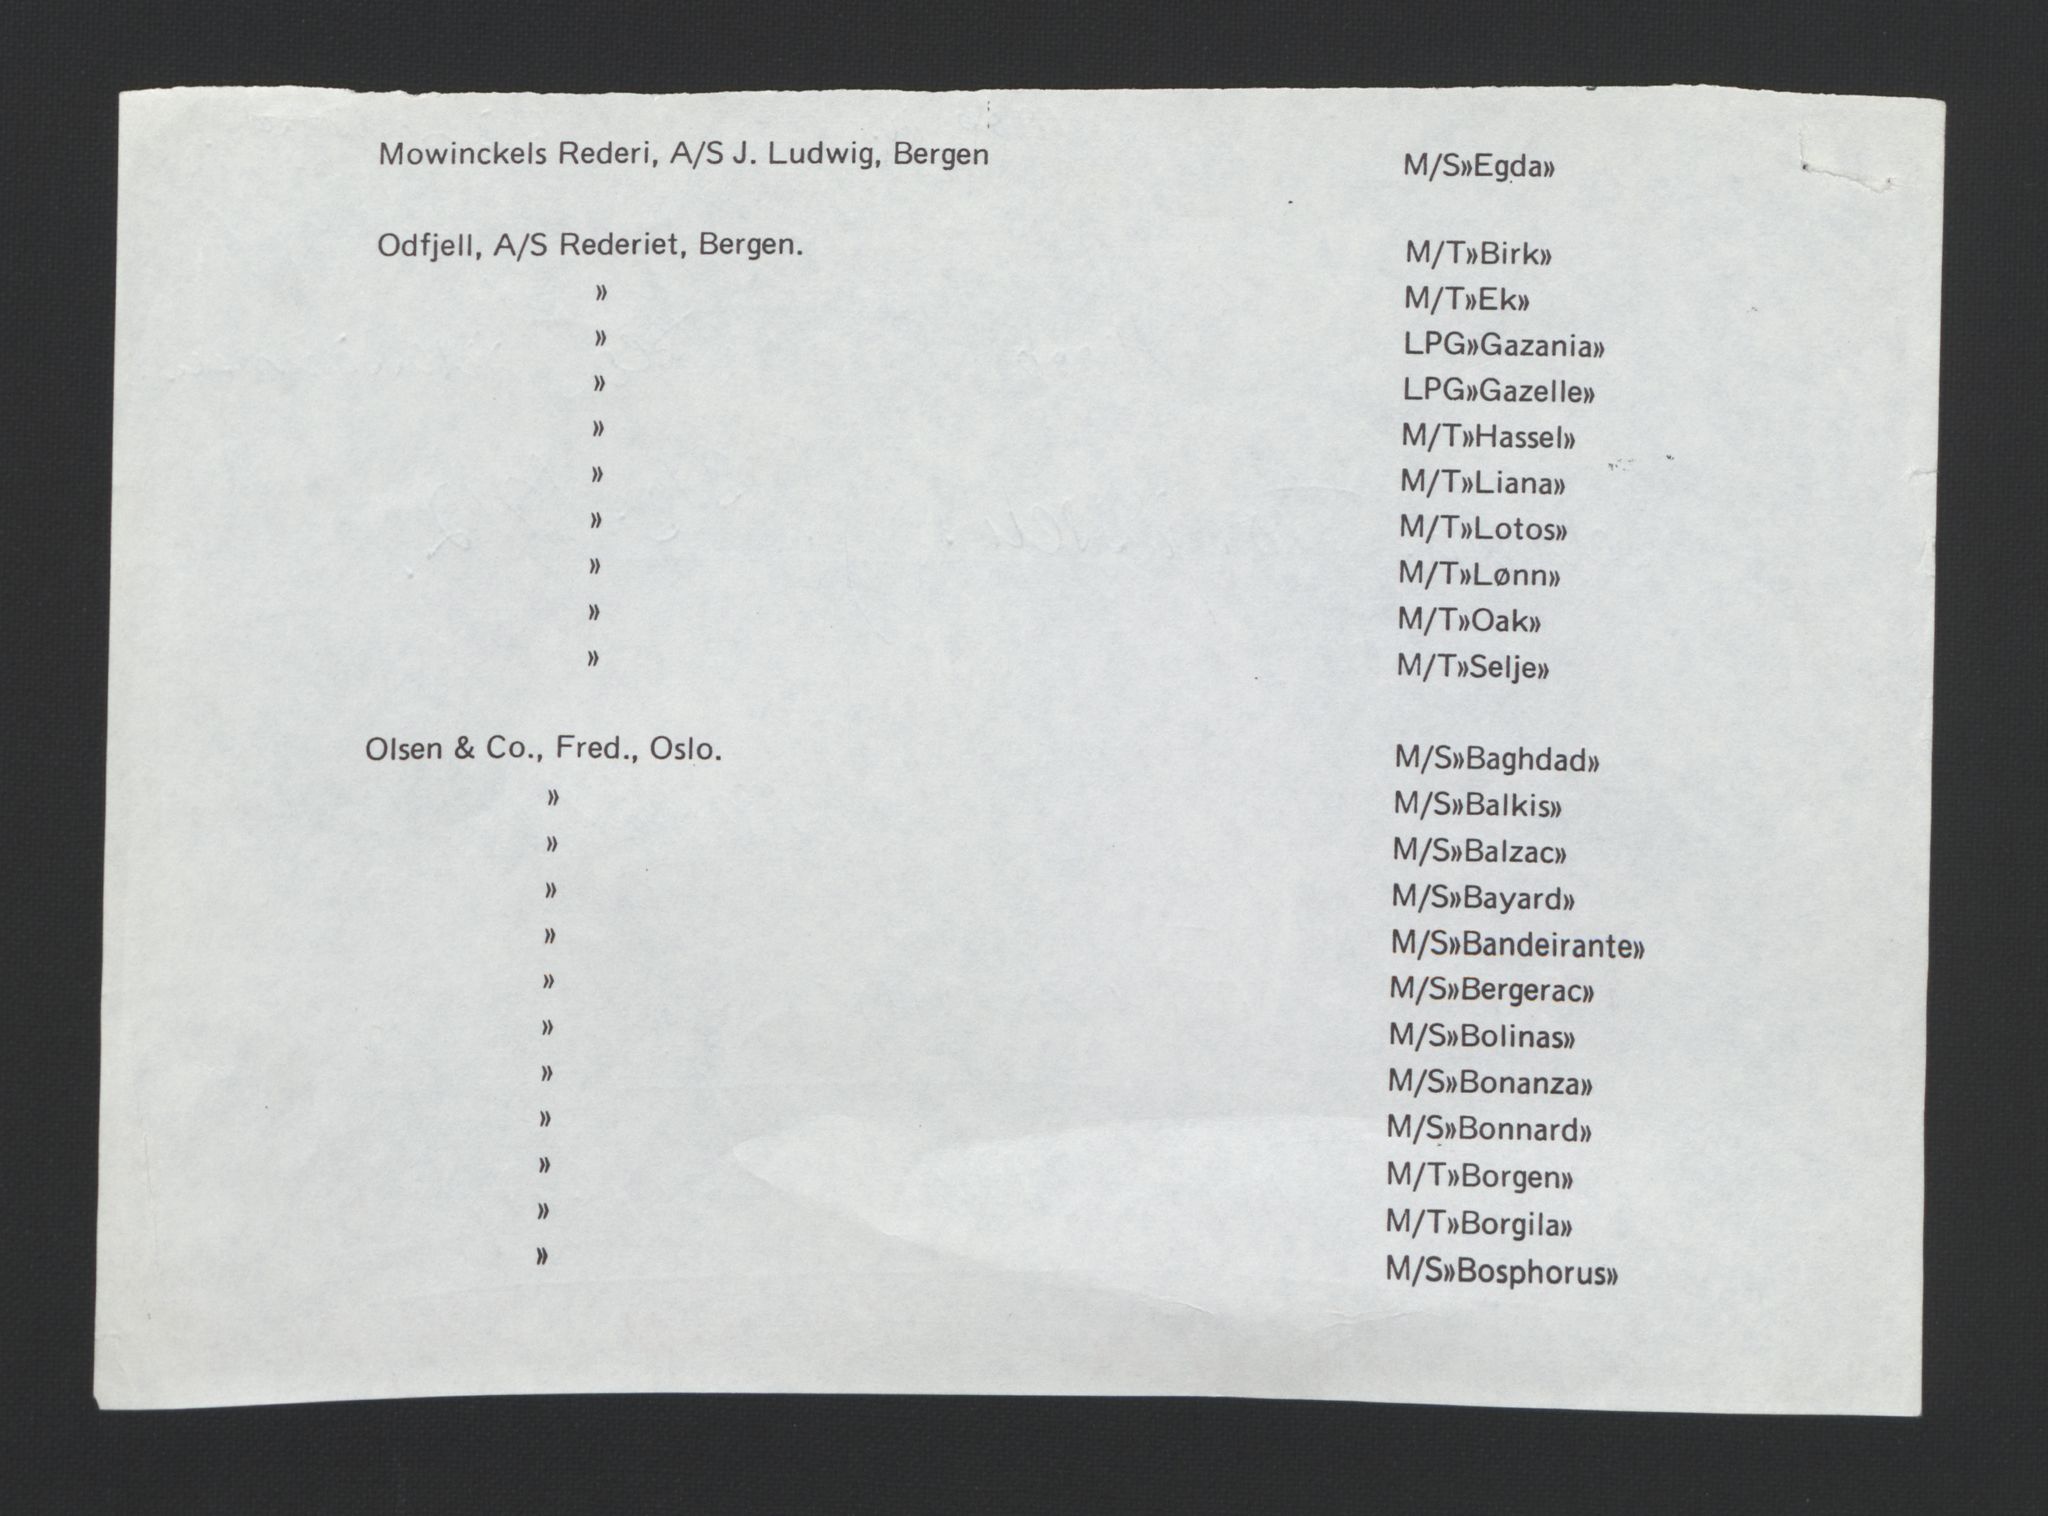 Mowinckels Rederi, A/S J. Ludwig, Bergen M/S»Egda»
Odfjell, A/S Rederiet, Bergen. M/T»Birk»
» M/T»Ek»
» LPG»Gazania»
» LPG»Gazelle»
» M/T»Hassel»
» M/T»Liana»
» M/T»Lotos»
» M/T»Lønn»
» M/T»Oak»
» M/T»Selje»
Olsen & Co., Fred., Oslo. M/S»Baghdad»
» M/S»Balkis»
» M/S»Balzac»
» M/S»Bayard»
» M/S»Bandeirante»
» M/S»Bergerac»
» M/S»Bolinas»
» M/S»Bonanza»
» M/S»Bonnard»
» M/T»Borgen»
» M/T»Borgila»
» M/S»Bosphorus»